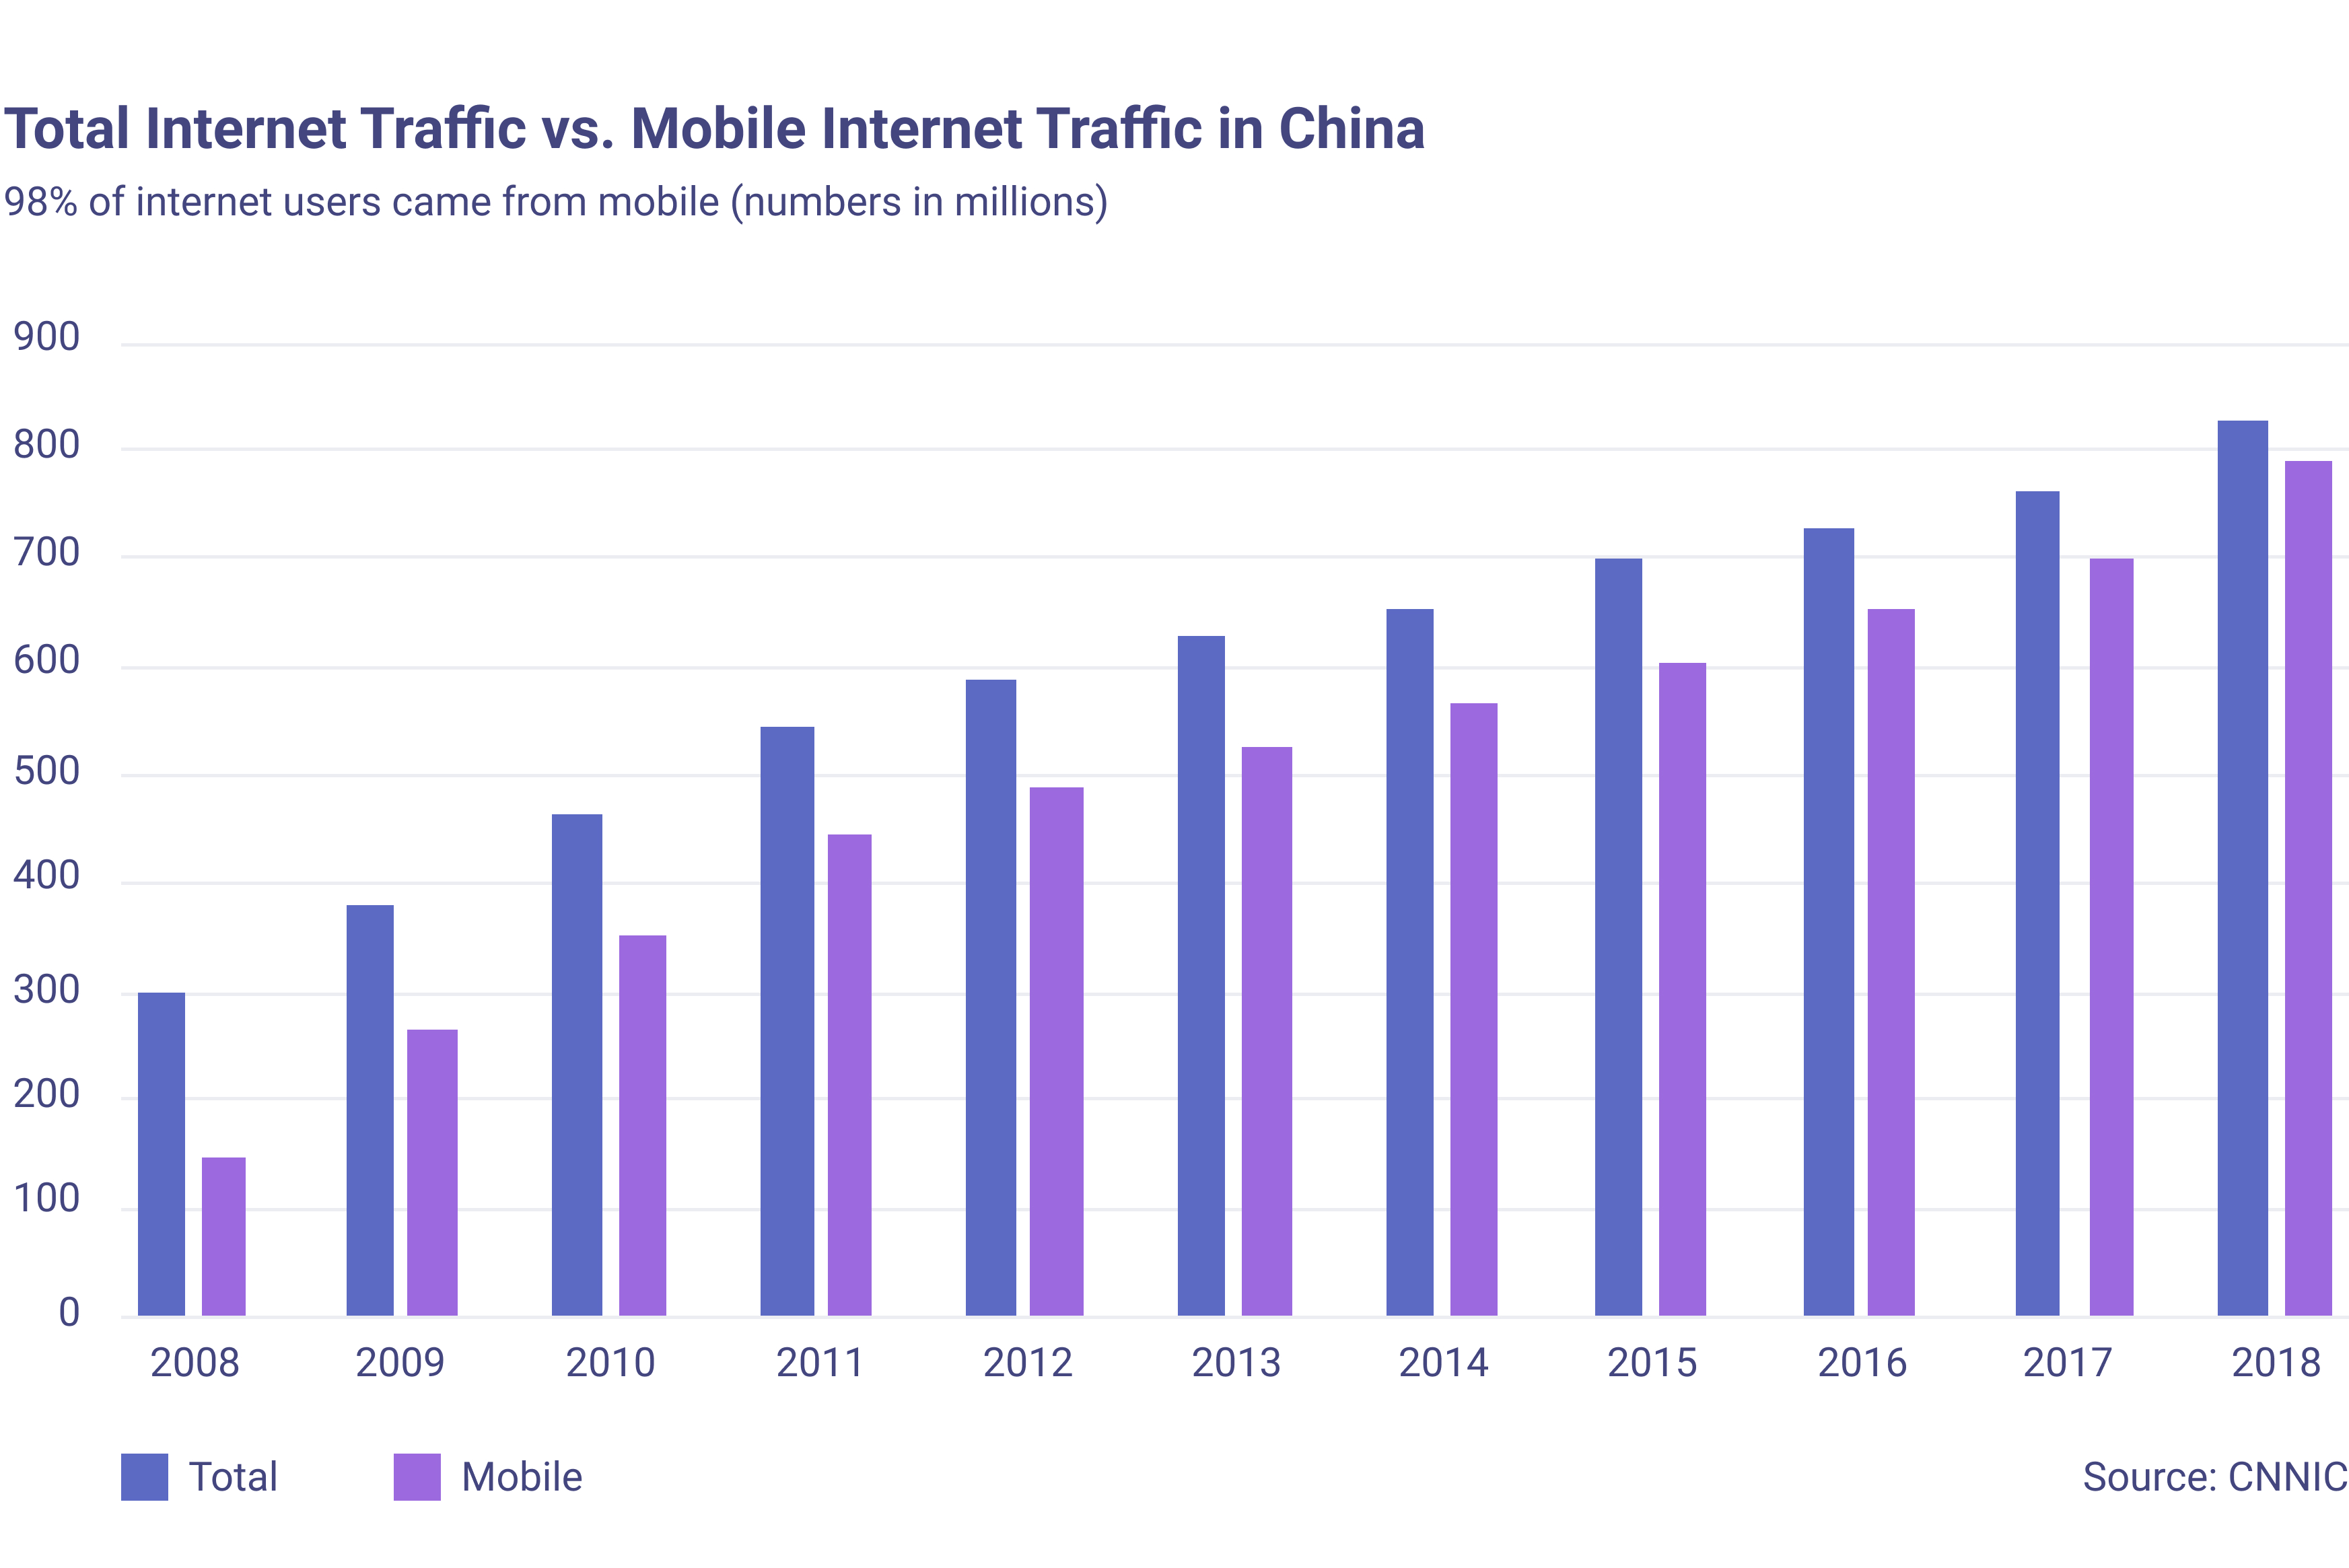 Total Internet Traffic vs. Mobile Internet Traffic in China
98% of internet users came from mobile (numbers in millions)
900
800
700
600
500
400
300
200
100
0
2008 2009 2010 2011 2012 2013 2014 2015 2016 2017 2018
Total Mobile Source: CNNIC